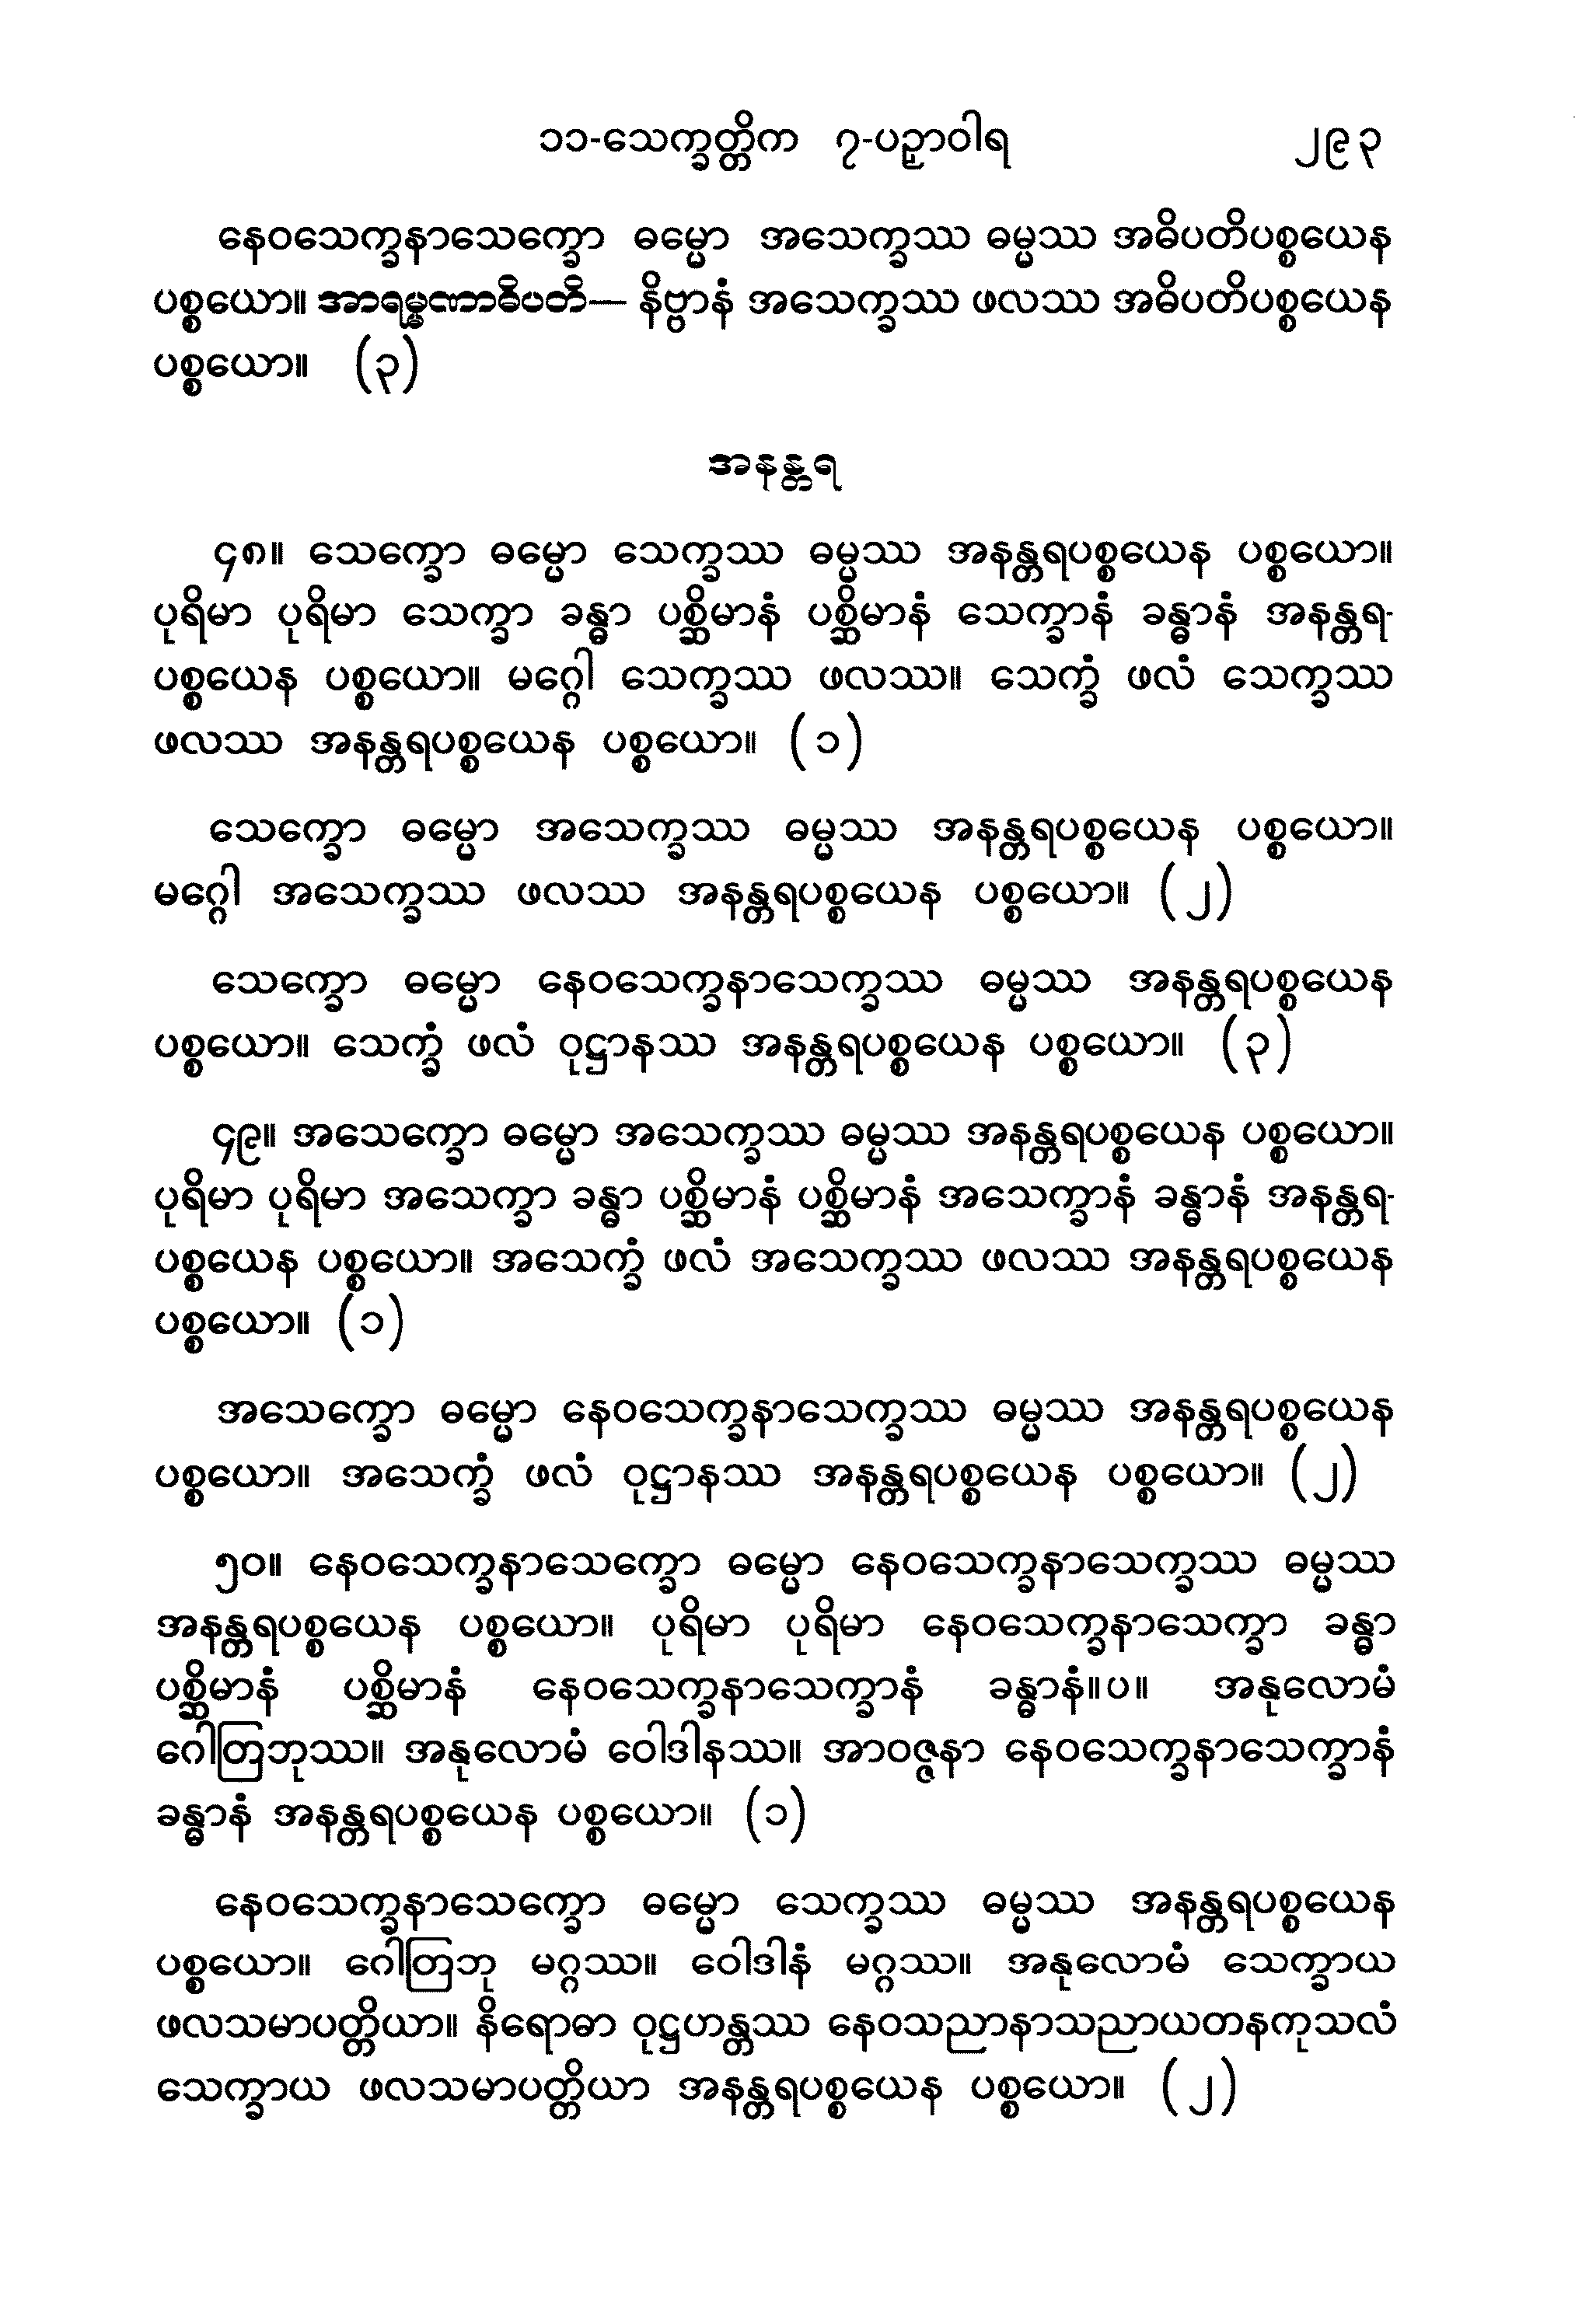 ၁၁-သေက္ခတ္တိက ၇-ပဉှာဝါရ ၂၉၃
နေဝသေက္ခနာသေက္ခော ဓမ္မော အသေက္ခဿ ဓမ္မဿ အဓိပတိပစ္စယေန
ပစ္စယော။ အာရမ္မဏာဓိပတိ— နိဗ္ဗာနံ အသေက္ခဿ ဖလဿ အဓိပတိပစ္စယေန
ပစ္စယော။ (၃)
အနန္တရ
၄၈။ သေက္ခော ဓမ္မော သေက္ခဿ ဓမ္မဿ အနန္တရပစ္စယေန ပစ္စယော။
ပုရိမာ ပုရိမာ သေက္ခာ ခန္ဓာ ပစ္ဆိမာနံ ပစ္ဆိမာနံ သေက္ခာနံ ခန္ဓာနံ အနန္တရ-
ပစ္စယေန ပစ္စယော။ မဂ္ဂေါ သေက္ခဿ ဖလဿ။ သေက္ခံ ဖလံ သေက္ခဿ
ဖလဿ အနန္တရပစ္စယေန ပစ္စယော။ (၁)
သေက္ခော ဓမ္မော အသေက္ခဿ ဓမ္မဿ အနန္တရပစ္စယေန ပစ္စယော။
မဂ္ဂေါ အသေက္ခဿ ဖလဿ အနန္တရပစ္စယေန ပစ္စယော။ (၂)
သေက္ခော ဓမ္မော နေဝသေက္ခနာသေက္ခဿ ဓမ္မဿ အနန္တရပစ္စယေန
ပစ္စယော။ သေက္ခံ ဖလံ ဝုဋ္ဌာနဿ အနန္တရပစ္စယေန ပစ္စယော။ (၃)
၄၉။ အသေက္ခော ဓမ္မော အသေက္ခဿ ဓမ္မဿ အနန္တရပစ္စယေန ပစ္စယော။
ပုရိမာ ပုရိမာ အသေက္ခာ ခန္ဓာ ပစ္ဆိမာနံ ပစ္ဆိမာနံ အသေက္ခာနံ ခန္ဓာနံ အနန္တရ-
ပစ္စယေန ပစ္စယော။ အသေက္ခံ ဖလံ အသေက္ခဿ ဖလဿ အနန္တရပစ္စယေန
ပစ္စယော။ (၁)
အသေက္ခော ဓမ္မော နေဝသေက္ခနာသေက္ခဿ ဓမ္မဿ အနန္တရပစ္စယေန
ပစ္စယော။ အသေက္ခံ ဖလံ ဝုဋ္ဌာနဿ အနန္တရပစ္စယေန ပစ္စယော။ (၂)
၅၀။ နေဝသေက္ခနာသေက္ခော ဓမ္မော နေဝသေက္ခနာသေက္ခဿ ဓမ္မဿ
အနန္တရပစ္စယေန ပစ္စယော။ ပုရိမာ ပုရိမာ နေဝသေက္ခနာသေက္ခာ ခန္ဓာ
ပစ္ဆိမာနံ ပစ္ဆိမာနံ နေဝသေက္ခနာသေက္ခာနံ ခန္ဓာနံ။ပ။ အနုလောမံ
ဂေါတြဘုဿ။ အနုလောမံ ဝေါဒါနဿ။ အာဝဇ္ဇနာ နေဝသေက္ခနာသေက္ခာနံ
ခန္ဓာနံ အနန္တရပစ္စယေန ပစ္စယော။ (၁)
နေဝသေက္ခနာသေက္ခော ဓမ္မော သေက္ခဿ ဓမ္မဿ အနန္တရပစ္စယေန
ပစ္စယော။ ဂေါတြဘု မဂ္ဂဿ။ ဝေါဒါနံ မဂ္ဂဿ။ အနုလောမံ သေက္ခာယ
ဖလသမာပတ္တိယာ။ နိရောဓာ ဝုဋ္ဌဟန္တဿ နေဝသညာနာသညာယတနကုသလံ
သေက္ခာယ ဖလသမာပတ္တိယာ အနန္တရပစ္စယေန ပစ္စယော။ (၂)